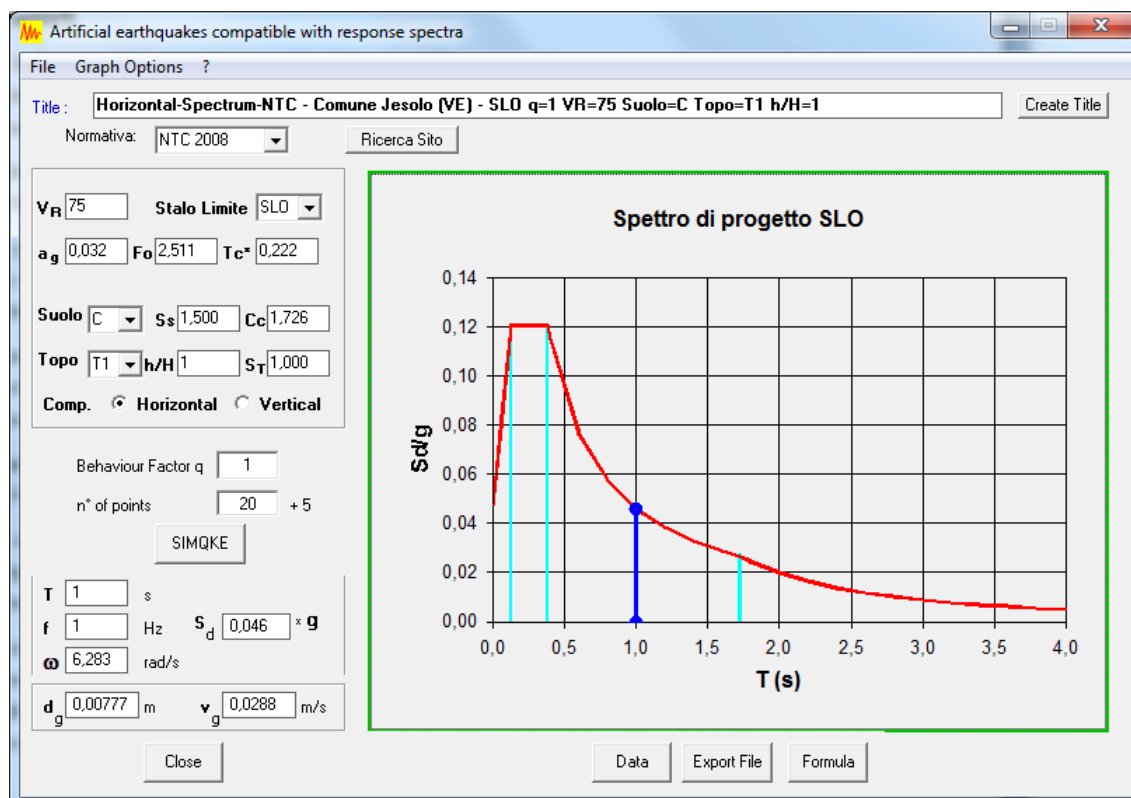 Artificial earthquakes compatible with response spectra
File Graph Options ?
Title : Horizontal-Spectrum-NTC - Comune Jesolo (VE) - SLO q=1 VR=75 Suolo=C Topo=T1 h/H=1 Create Title
Normativa: NTC 2008 Ricerca Sito
VR 75 Stalo Limite SLO
ag 0,032 Fo 2,511 Tc* 0,222
Suolo C Ss 1,500 Cc 1,726
Topo T1 h/H 1 ST 1,000
Comp. Horizontal Vertical
Behaviour Factor q 1
n° of points 20 + 5
SIMQKE
T 1 s
f 1 Hz Sd 0,046 × g
ω 6,283 rad/s
dg 0,00777 m vg 0,0288 m/s
Close
Spettro di progetto SLO
Sd/g
0,14
0,12
0,10
0,08
0,06
0,04
0,02
0,00
0,0 0,5 1,0 1,5 2,0 2,5 3,0 3,5 4,0
T (s)
Data Export File Formula